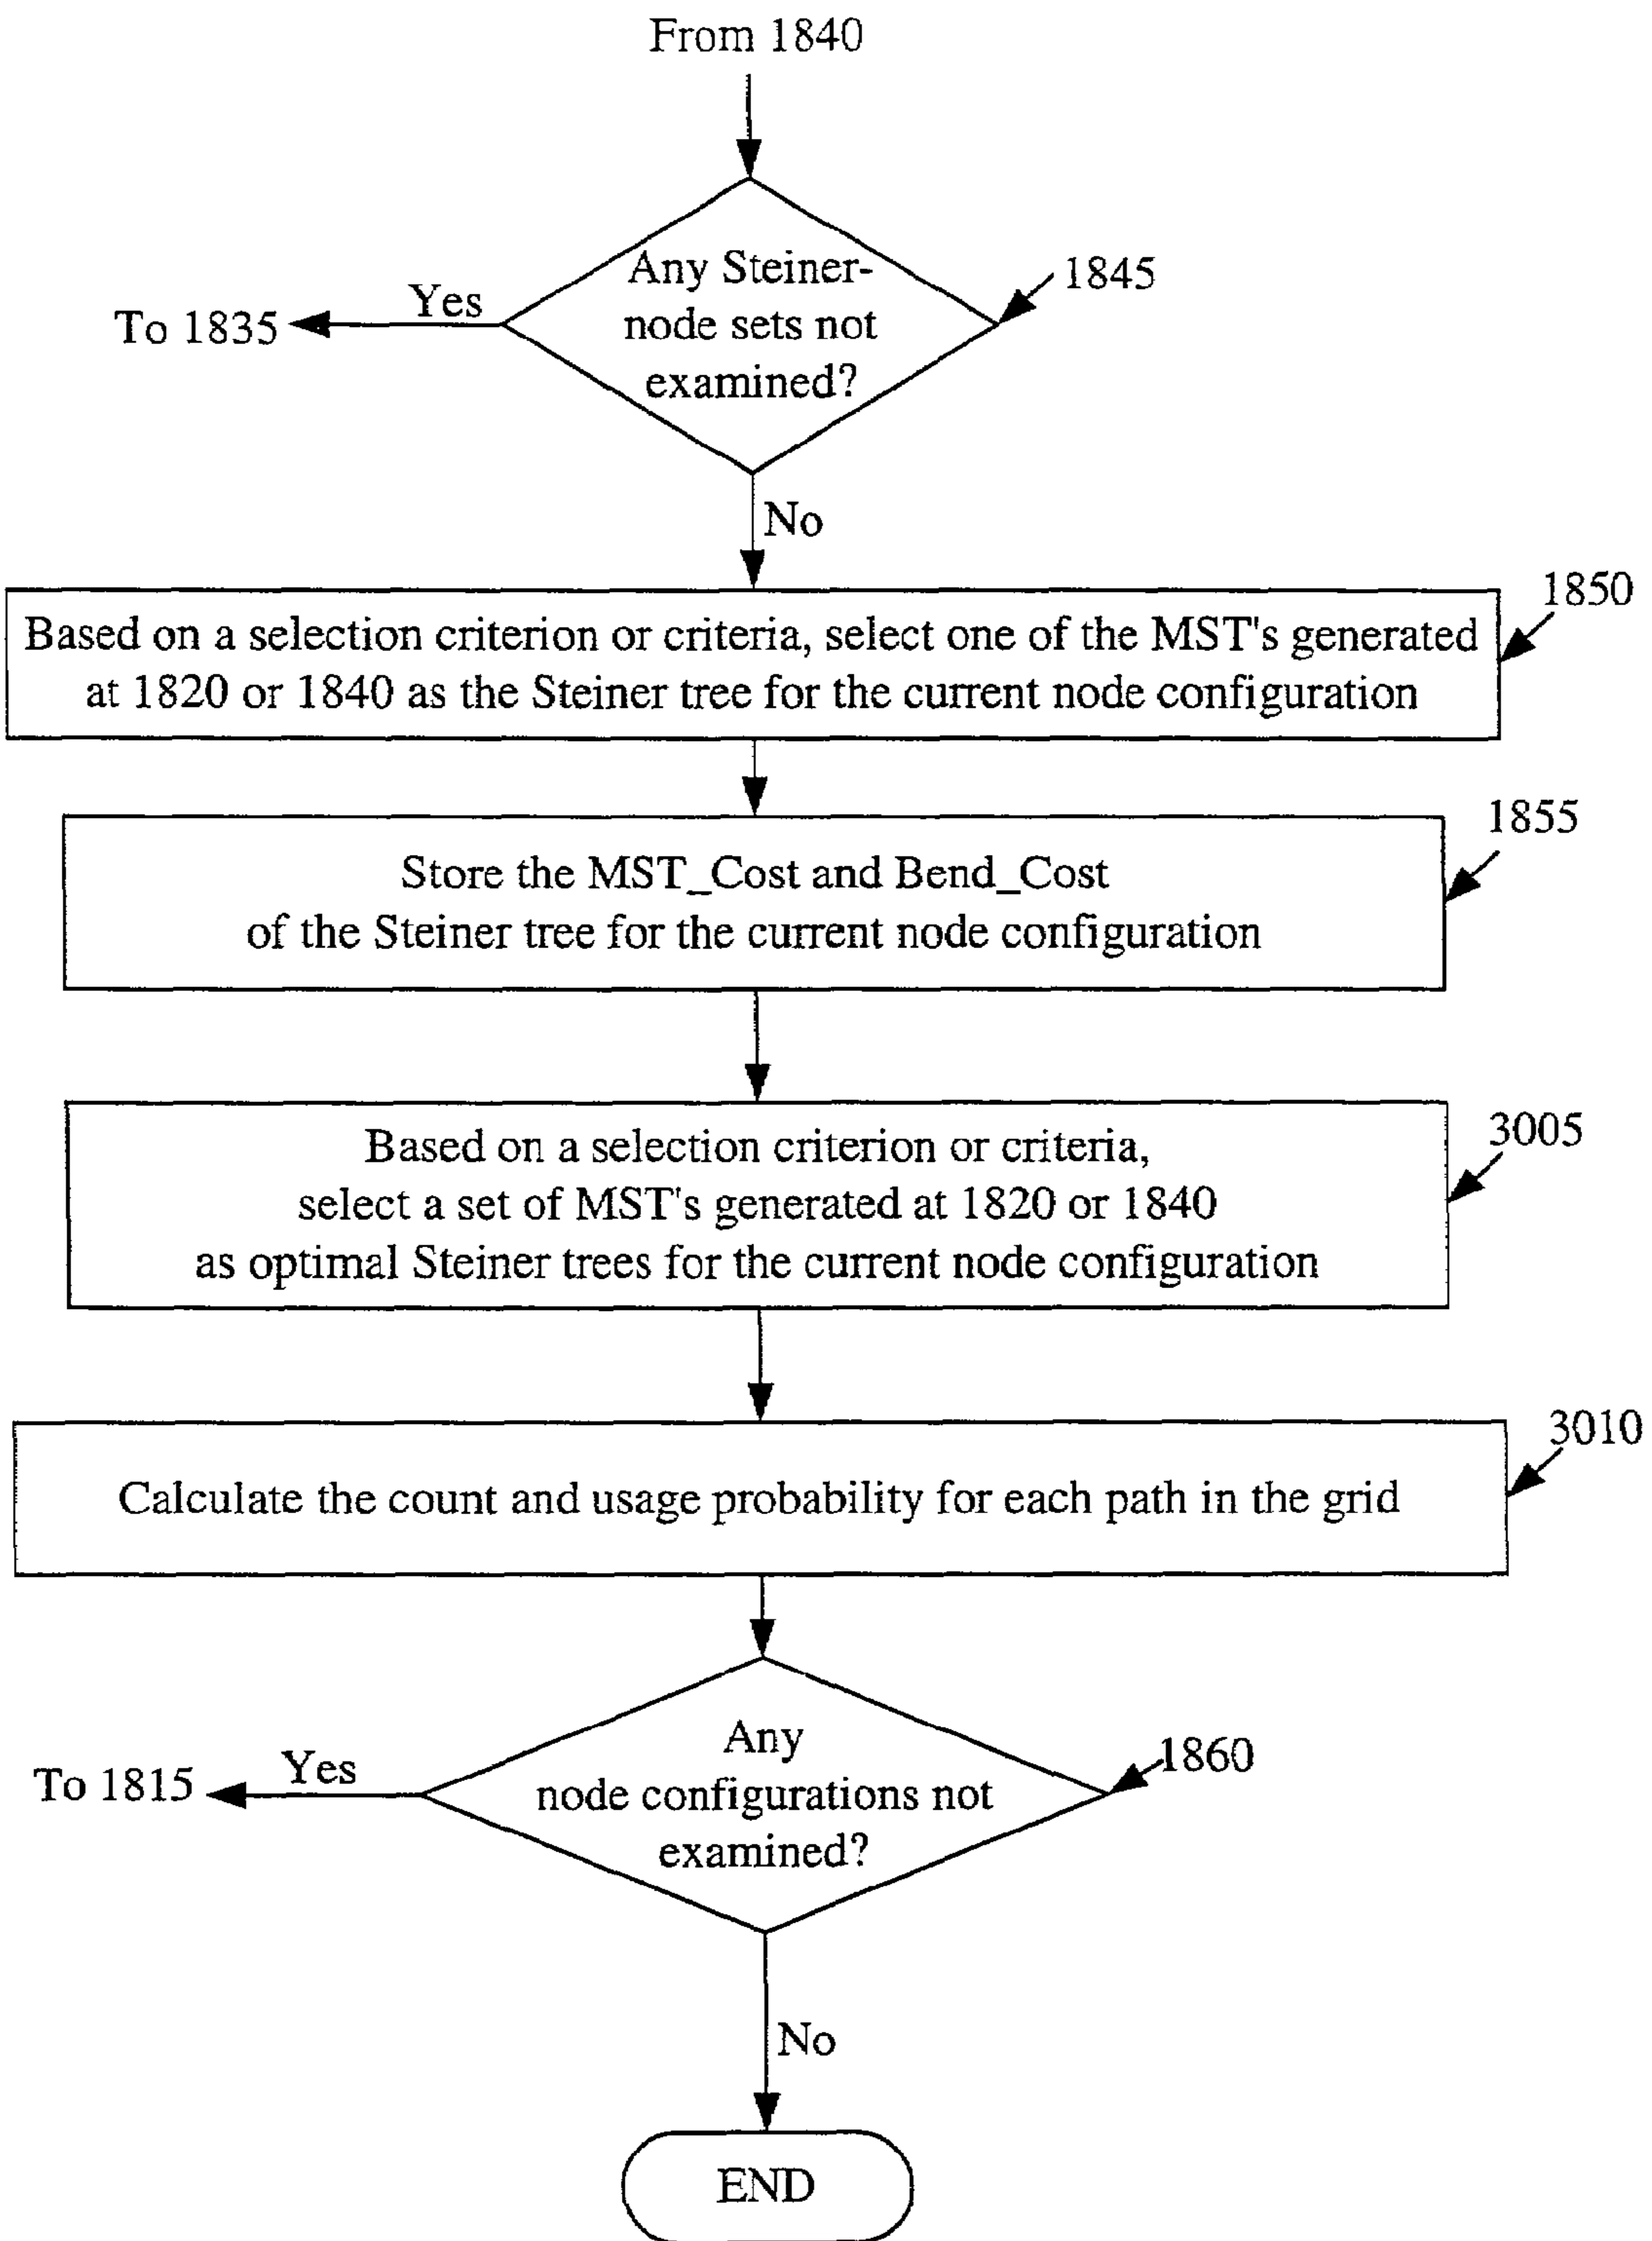 From 1840
Any Steiner-
node sets not
examined?
1845
Yes
To 1835
No
1850
Based on a selection criterion or criteria, select one of the MST's generated
at 1820 or 1840 as the Steiner tree for the current node configuration
1855
Store the MST_Cost and Bend_Cost
of the Steiner tree for the current node configuration
3005
Based on a selection criterion or criteria,
select a set of MST's generated at 1820 or 1840
as optimal Steiner trees for the current node configuration
3010
Calculate the count and usage probability for each path in the grid
Any
node configurations not
examined?
1860
Yes
To 1815
No
END